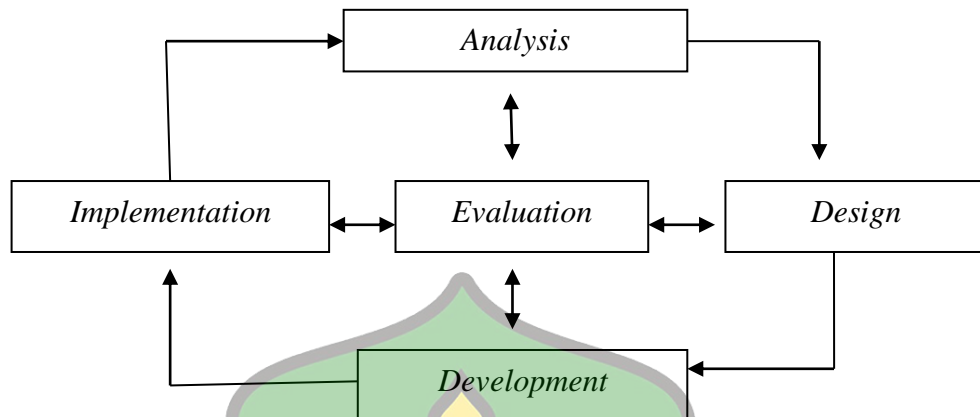 Analysis
Implementation
Evaluation
Design
Development